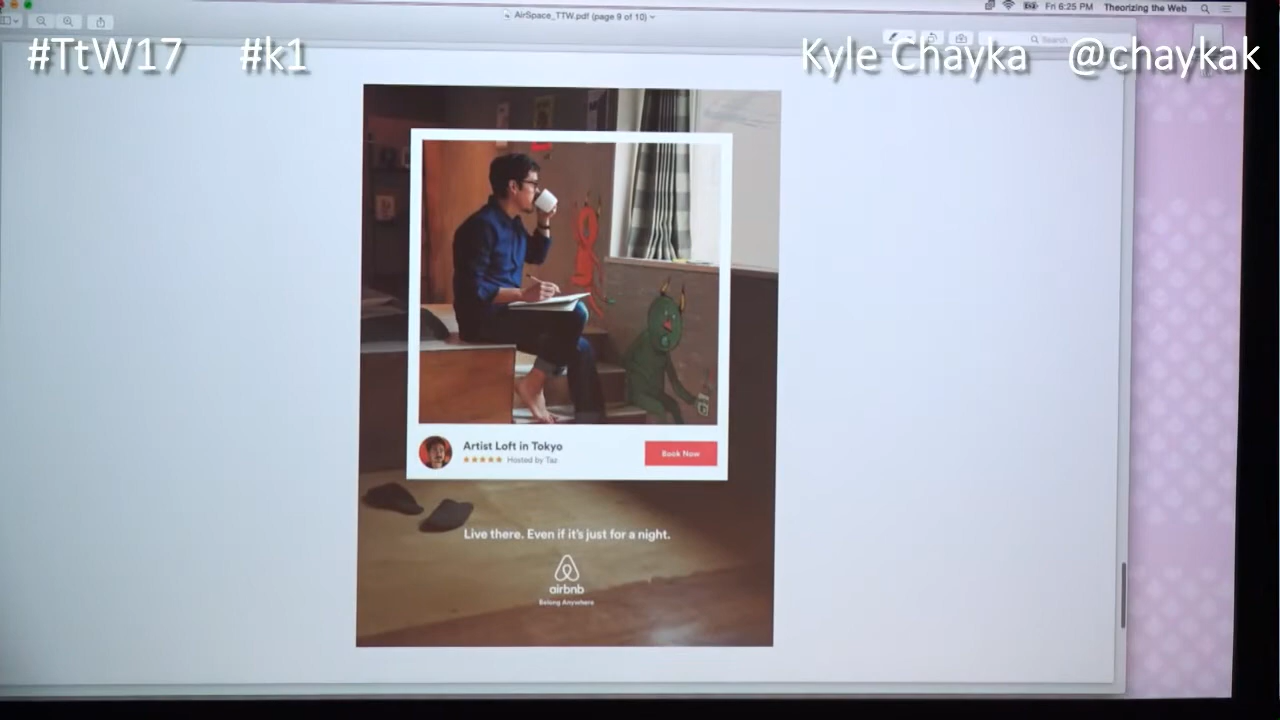 AirSpace_TTW.pdf (page 9 of 10)
Fri 6:25 PM Theorizing the Web
Search
#TtW17 #k1 Kyle Chayka @chaykak
Artist Loft in Tokyo
Hosted by Taz
Book Now
Live there. Even if it's just for a night.
airbnb
Belong Anywhere